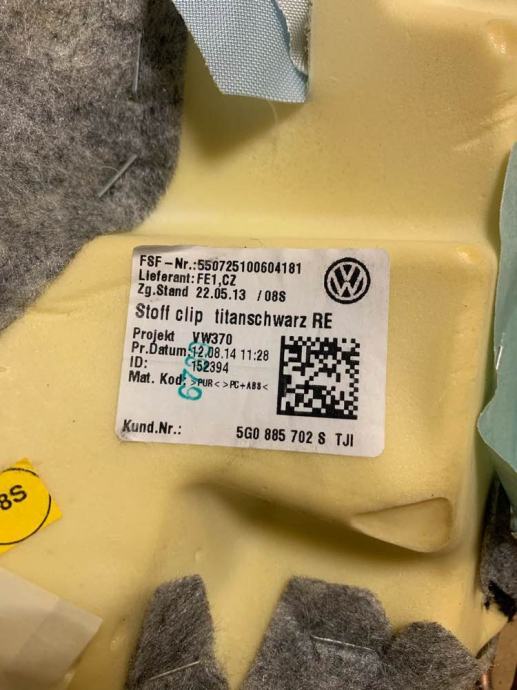 FSF-Nr.:550725100604181
Lieferant: FE1,CZ
Zg.Stand 22.05.13 /08S
Stoff clip titanschwarz RE
Projekt VW370
Pr.Datum:12.08.14 11:28
ID: 152394
Mat. Kod: >PUR< >PC+ABS<
Kund.Nr.: 5G0 885 702 S TJI
08S